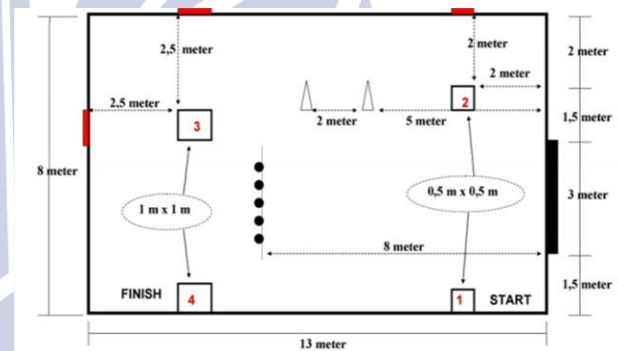 2,5 meter
2 meter
2 meter
2 meter
2,5 meter
2
1,5 meter
3
2 meter
5 meter
8 meter
0,5 m x 0,5 m
3 meter
1 m x 1 m
8 meter
FINISH
4
1
START
1,5 meter
13 meter